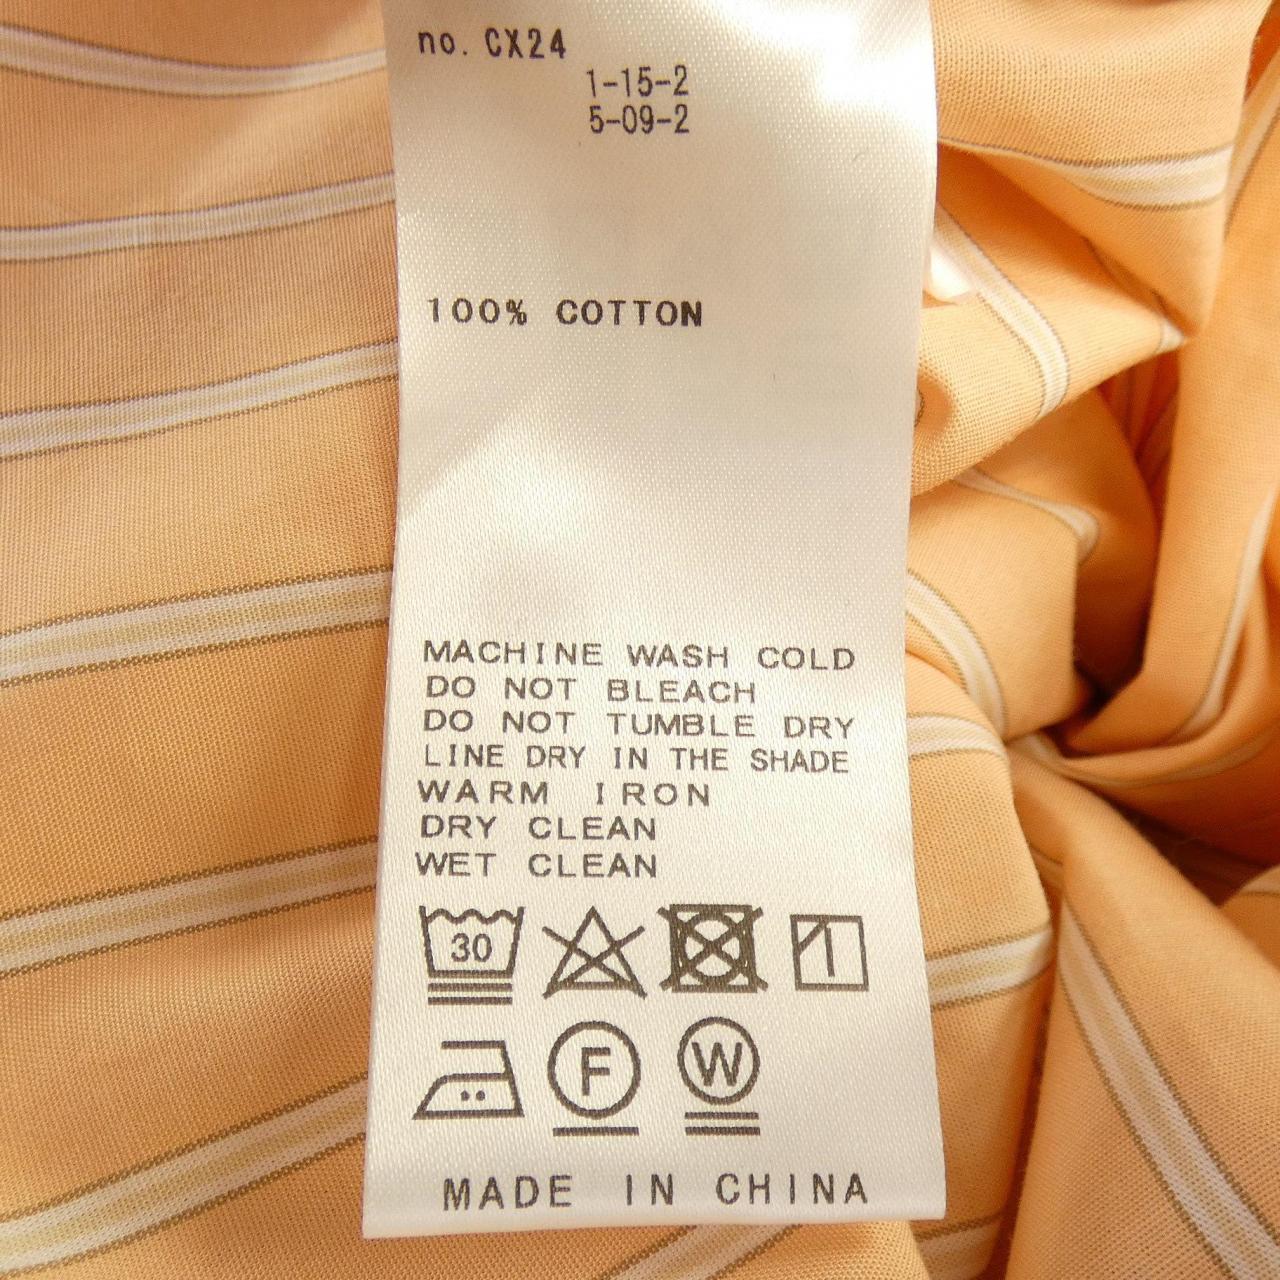 no. CX24
1-15-2
5-09-2
100% COTTON
MACHINE WASH COLD
DO NOT BLEACH
DO NOT TUMBLE DRY
LINE DRY IN THE SHADE
WARM IRON
DRY CLEAN
WET CLEAN
30
F W
MADE IN CHINA